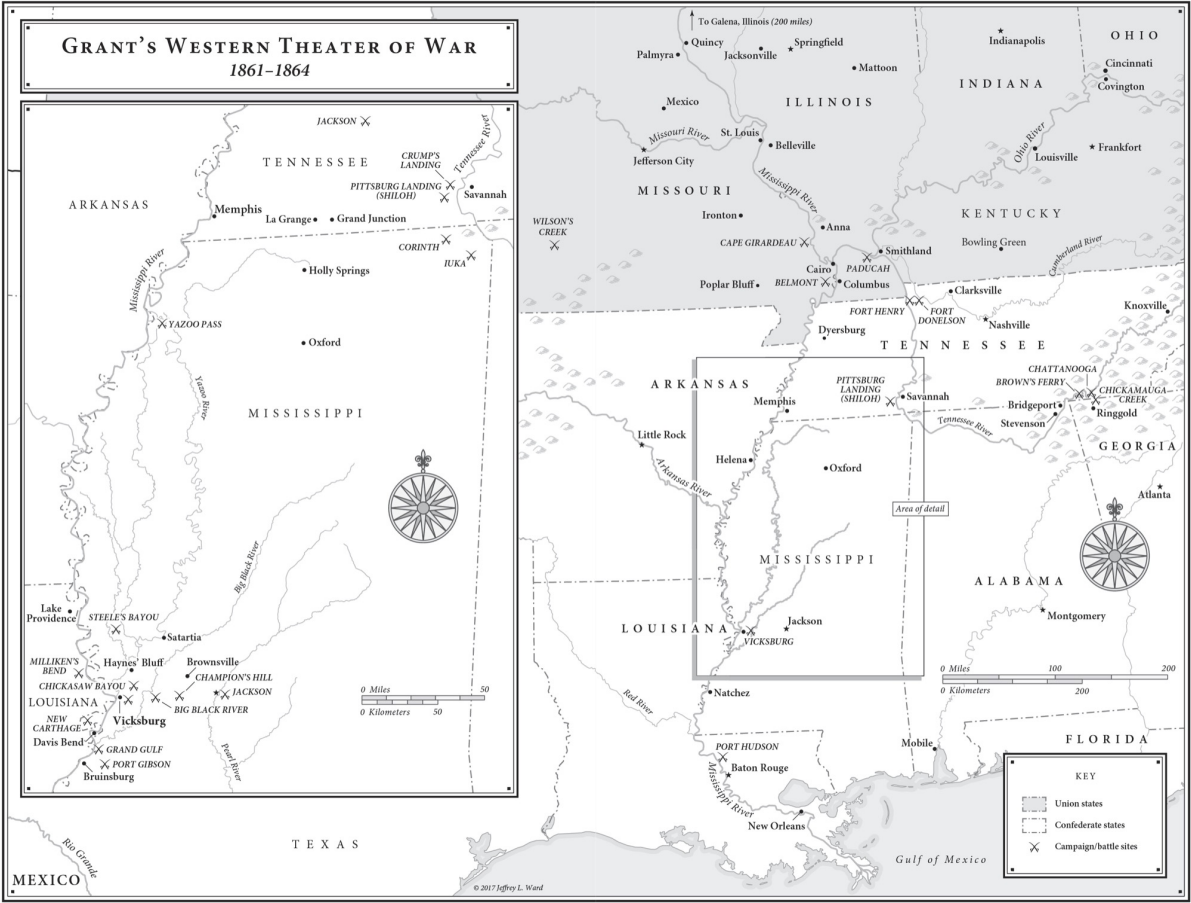 GRANT'S WESTERN THEATER OF WAR
1861–1864
JACKSON
Tennessee River
TENNESSEE
CRUMP'S
LANDING
PITTSBURG LANDING
(SHILOH)
Savannah
ARKANSAS
Memphis
La Grange
Grand Junction
CORINTH
IUKA
Mississippi River
Holly Springs
YAZOO PASS
Oxford
Yazoo River
MISSISSIPPI
Big Black River
Lake
Providence
STEELE'S BAYOU
Satartia
MILLIKEN'S
BEND
Haynes' Bluff
Brownsville
CHAMPION'S HILL
CHICKASAW BAYOU
JACKSON
LOUISIANA
BIG BLACK RIVER
NEW
CARTHAGE
Vicksburg
Davis Bend
GRAND GULF
PORT GIBSON
Bruinsburg
Pearl River
0 Miles 50
0 Kilometers 50
To Galena, Illinois (200 miles)
Quincy
Palmyra
Jacksonville
Springfield
Mattoon
Indianapolis
OHIO
Cincinnati
Covington
INDIANA
ILLINOIS
Mexico
Missouri River
St. Louis
Belleville
Jefferson City
Ohio River
Louisville
Frankfort
MISSOURI
Mississippi River
Ironton
Anna
KENTUCKY
WILSON'S
CREEK
CAPE GIRARDEAU
Smithland
Bowling Green
Cumberland River
PADUCAH
Cairo
Poplar Bluff
BELMONT
Columbus
Clarksville
FORT HENRY
FORT
DONELSON
Nashville
Knoxville
Dyersburg
TENNESSEE
CHATTANOOGA
BROWN'S FERRY
CHICKAMAUGA
CREEK
ARKANSAS
PITTSBURG
LANDING
(SHILOH)
Savannah
Memphis
Bridgeport
Ringgold
Stevenson
Tennessee River
Little Rock
GEORGIA
Helena
Oxford
Arkansas River
Atlanta
Area of detail
MISSISSIPPI
ALABAMA
Montgomery
LOUISIANA
Jackson
VICKSBURG
0 Miles 100 200
0 Kilometers 200
Natchez
Red River
FLORIDA
Mobile
PORT HUDSON
Baton Rouge
Mississippi River
New Orleans
Gulf of Mexico
KEY
Union states
Confederate states
Campaign/battle sites
TEXAS
Rio Grande
MEXICO
© 2017 Jeffrey L. Ward